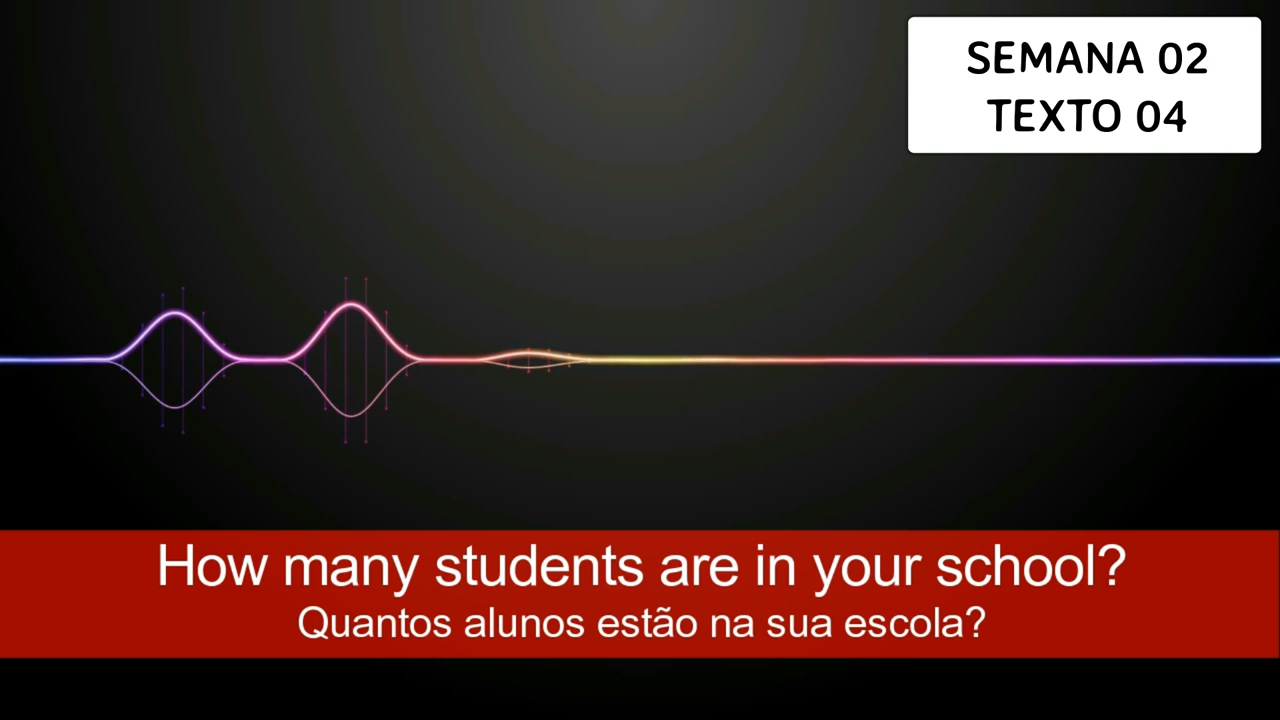 SEMANA 02
TEXTO 04
How many students are in your school?
Quantos alunos estão na sua escola?